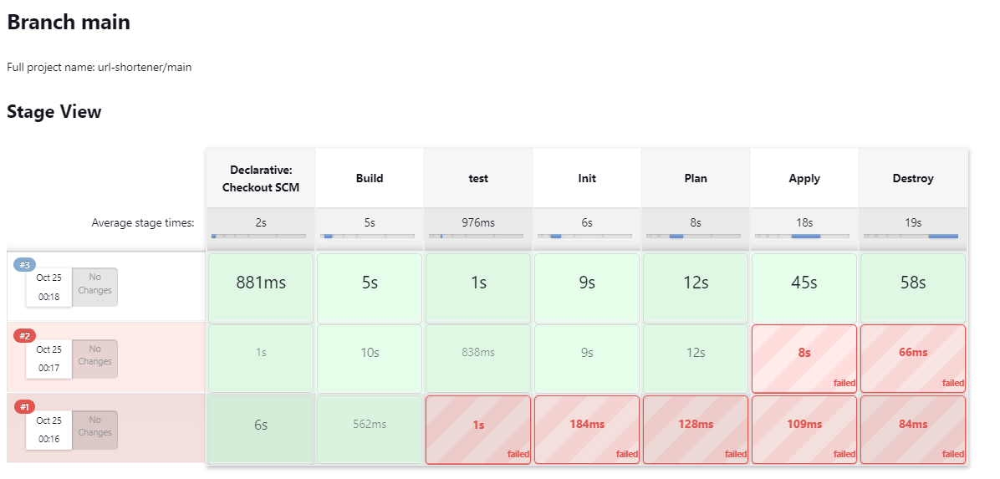 Branch main
Full project name: url-shortener/main
Stage View
Declarative:
Checkout SCM
Build
test
Init
Plan
Apply
Destroy
Average stage times:
2s
5s
976ms
6s
8s
18s
19s
#3
Oct 25
00:18
No
Changes
881ms
5s
1s
9s
12s
45s
58s
#2
Oct 25
00:17
No
Changes
1s
10s
838ms
9s
12s
8s
failed
66ms
failed
#1
Oct 25
00:16
No
Changes
6s
562ms
1s
failed
184ms
failed
128ms
failed
109ms
failed
84ms
failed